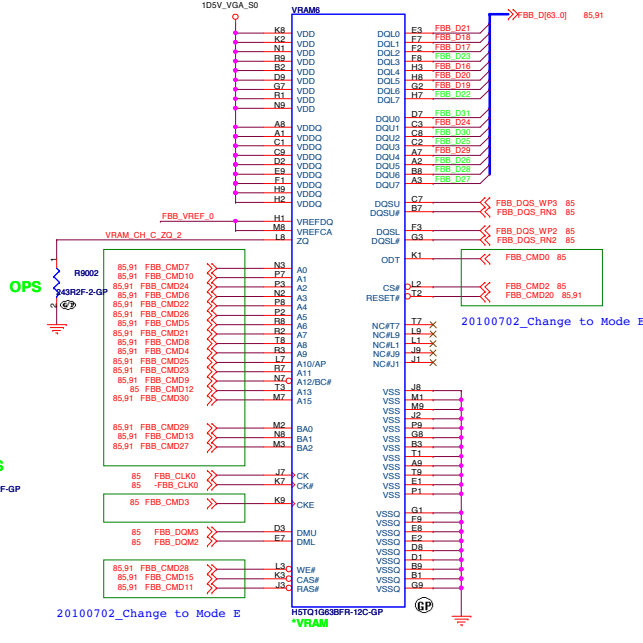 1D5V_VGA_S0
VRAM6
FBB_D[63..0] 85,91
K8 VDD DQL0 E3 FBB_D21
K2 VDD DQL1 F7 FBB_D18
N1 VDD DQL2 F2 FBB_D17
R9 VDD DQL3 F8 FBB_D23
B2 VDD DQL4 H3 FBB_D16
D9 VDD DQL5 H8 FBB_D20
G7 VDD DQL6 G2 FBB_D19
R1 VDD DQL7 H7 FBB_D22
N9 VDD
DQU0 D7 FBB_D31
A8 VDDQ DQU1 C3 FBB_D24
A1 VDDQ DQU2 C8 FBB_D30
C1 VDDQ DQU3 C2 FBB_D25
C9 VDDQ DQU4 A7 FBB_D29
D2 VDDQ DQU5 A2 FBB_D26
E9 VDDQ DQU6 B8 FBB_D28
F1 VDDQ DQU7 A3 FBB_D27
H9 VDDQ
H2 VDDQ DQSU C7 FBB_DQS_WP3 85
DQSU# B7 FBB_DQS_RN3 85
FBB_VREF_0 H1 VREFDQ
M8 VREFCA DQSL F3 FBB_DQS_WP2 85
VRAM_CH_C_ZQ_2 L8 ZQ DQSL# G3 FBB_DQS_RN2 85
ODT K1 FBB_CMD0 85
85,91 FBB_CMD7 N3 A0
85,91 FBB_CMD10 P7 A1
85,91 FBB_CMD24 P3 A2 CS# L2 FBB_CMD2 85
85,91 FBB_CMD6 N2 A3 RESET# T2 FBB_CMD20 85,91
85,91 FBB_CMD22 P8 A4
85,91 FBB_CMD26 P2 A5
85,91 FBB_CMD5 R8 A6
85,91 FBB_CMD21 R2 A7
85,91 FBB_CMD8 T8 A8
85,91 FBB_CMD4 R3 A9
85,91 FBB_CMD25 L7 A10/AP
85,91 FBB_CMD23 R7 A11
85,91 FBB_CMD9 N7 A12/BC#
85 FBB_CMD12 T3 A13
85,91 FBB_CMD30 M7 A15
OPS
1
R9002
243R2F-2-GP
2
20100702_Change to Mode E
NC#T7 T7
NC#L9 L9
NC#L1 L1
NC#J9 J9
NC#J1 J1
85,91 FBB_CMD29 M2 BA0
85,91 FBB_CMD13 N8 BA1
85,91 FBB_CMD27 M3 BA2
VSS J8
VSS M1
VSS M9
VSS J2
VSS P9
VSS G8
VSS B3
VSS T1
VSS A9
VSS T9
VSS E1
VSS P1
85 FBB_CLK0 J7 CK
85 -FBB_CLK0 K7 CK#
F-GP
85 FBB_CMD3 K9 CKE
85 FBB_DQM3 D3 DMU
85 FBB_DQM2 E7 DML
VSSQ G1
VSSQ F9
VSSQ E8
VSSQ E2
VSSQ D8
VSSQ D1
VSSQ B9
VSSQ B1
VSSQ G9
85,91 FBB_CMD28 L3 WE#
85,91 FBB_CMD15 K3 CAS#
85,91 FBB_CMD11 J3 RAS#
20100702_Change to Mode E
H5TQ1G63BFR-12C-GP
GP
*VRAM